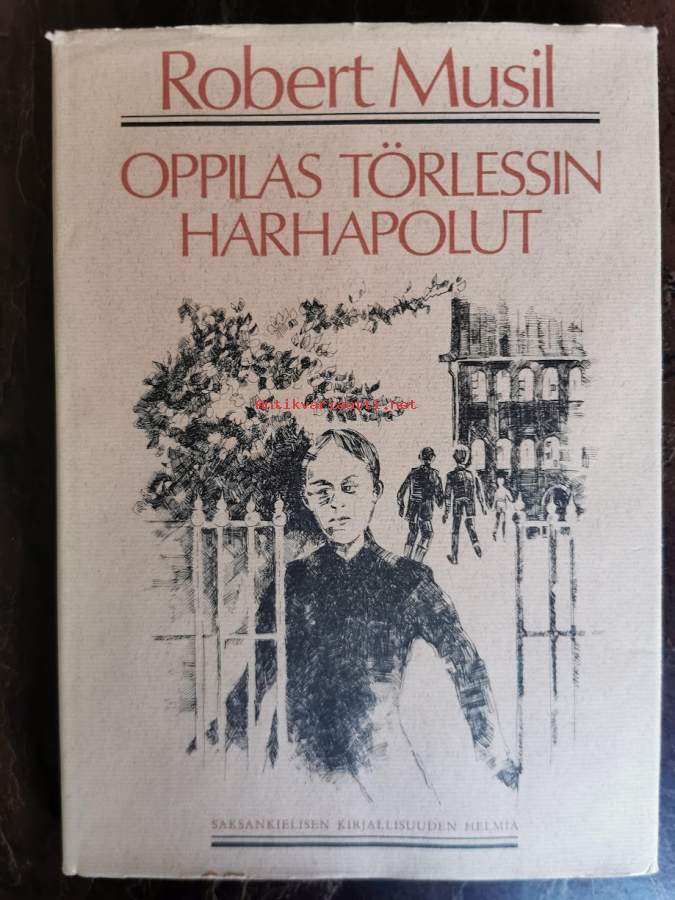 Robert Musil
OPPILAS TÖRLESSIN
HARHAPOLUT
antikvariaatti.net
SAKSANKIELISEN KIRJALLISUUDEN HELMIÄ